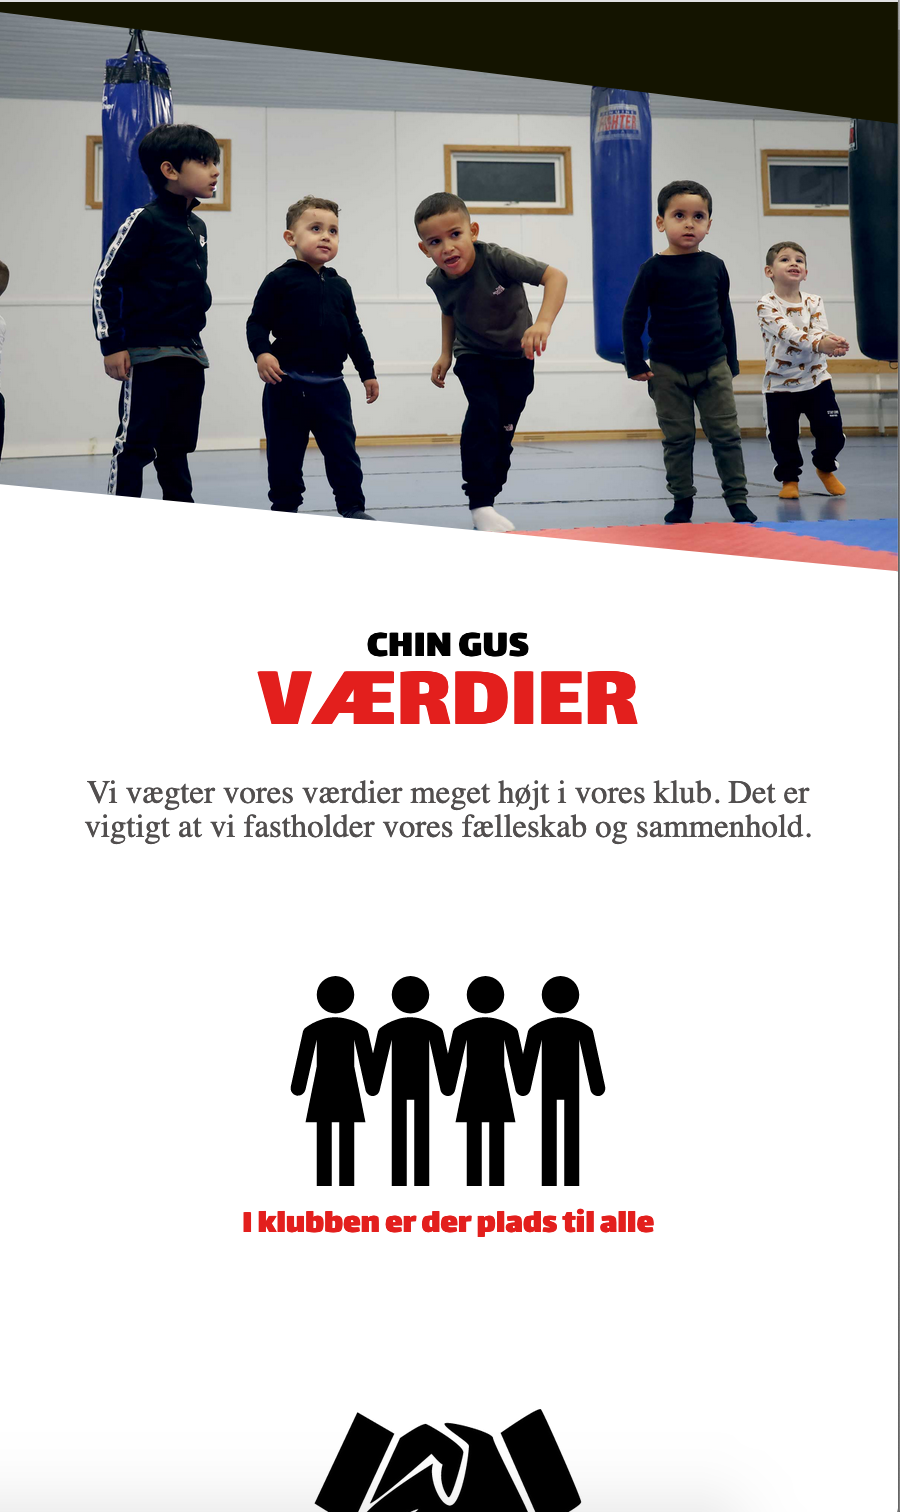 FIGHTER
CHIN GUS
VÆRDIER
Vi vægter vores værdier meget højt i vores klub. Det er
vigtigt at vi fastholder vores fælleskab og sammenhold.
I klubben er der plads til alle